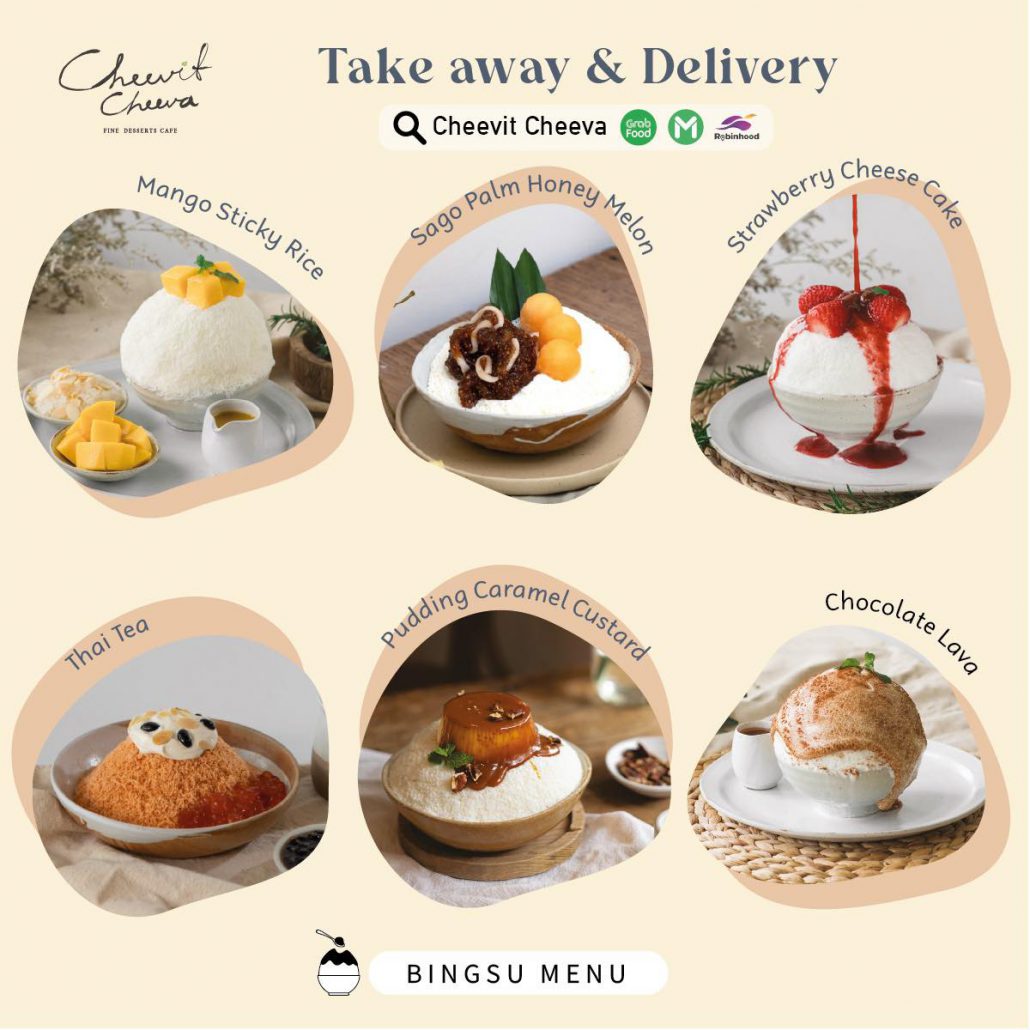 Cheevit
Cheeva
FINE DESSERTS CAFE
Take away & Delivery
Cheevit Cheeva
Grab
Food
M
Robinhood
Mango Sticky Rice
Sago Palm Honey Melon
Strawberry Cheese Cake
Thai Tea
Pudding Caramel Custard
Chocolate Lava
BINGSU MENU